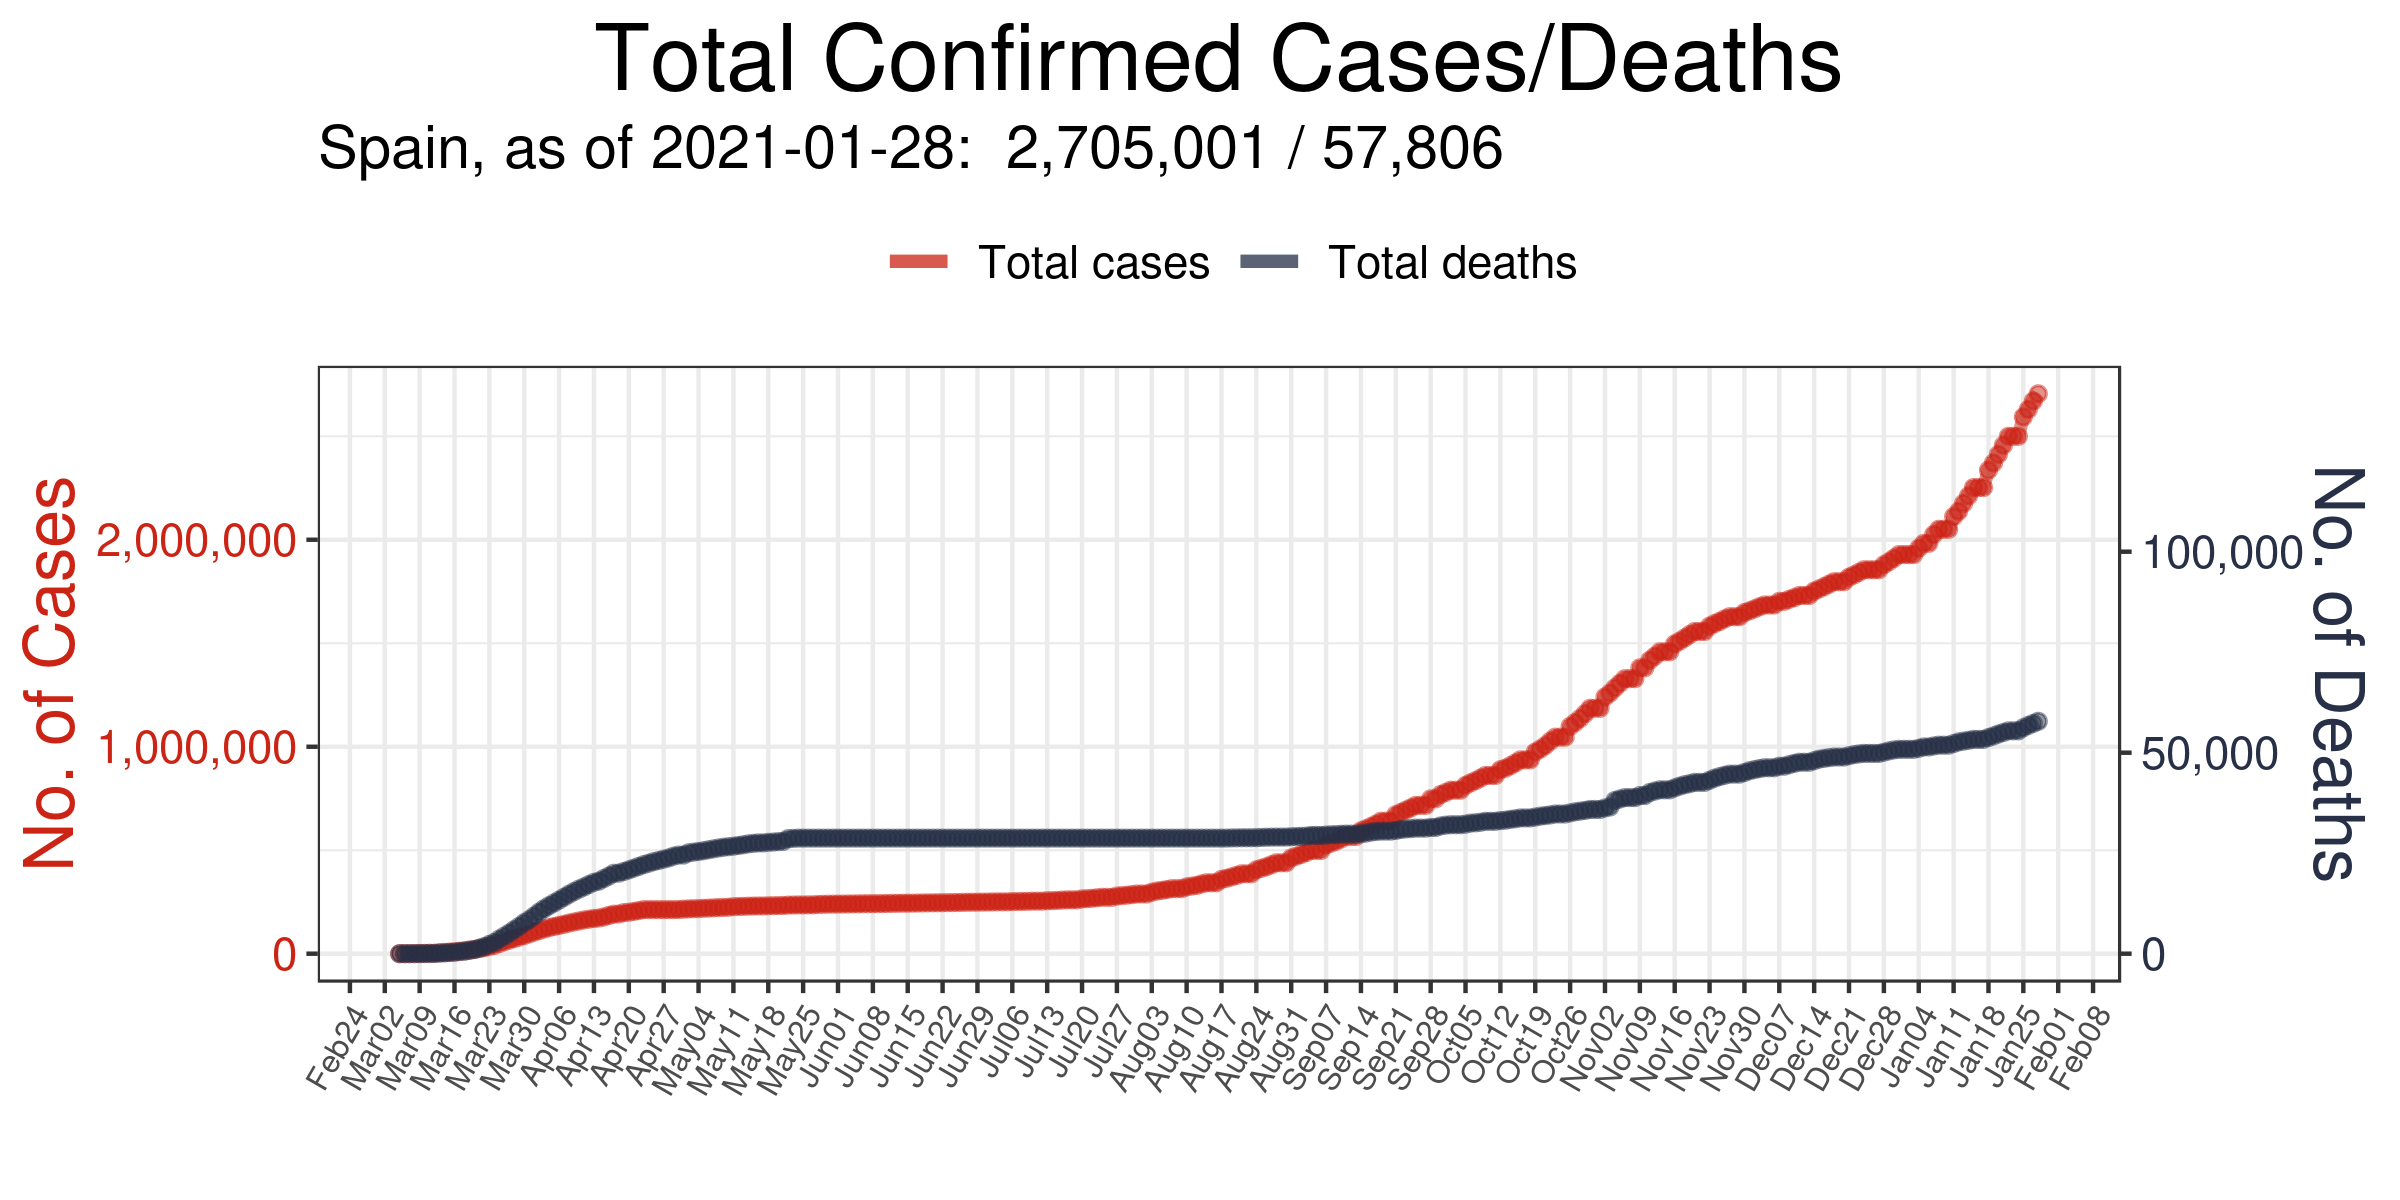 Total Confirmed Cases/Deaths
Spain, as of 2021-01-28:  2,705,001 / 57,806
Total cases
Total deaths
No. of Cases
2,000,000
1,000,000
0
100,000
50,000
0
No. of Deaths
Feb24
Mar02
Mar09
Mar16
Mar23
Mar30
Apr06
Apr13
Apr20
Apr27
May04
May11
May18
May25
Jun01
Jun08
Jun15
Jun22
Jun29
Jul06
Jul13
Jul20
Jul27
Aug03
Aug10
Aug17
Aug24
Aug31
Sep07
Sep14
Sep21
Sep28
Oct05
Oct12
Oct19
Oct26
Nov02
Nov09
Nov16
Nov23
Nov30
Dec07
Dec14
Dec21
Dec28
Jan04
Jan11
Jan18
Jan25
Feb01
Feb08